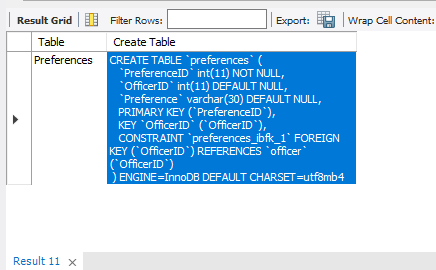 Result Grid Filter Rows: Export: Wrap Cell Content:
Table Create Table
Preferences CREATE TABLE `preferences` (
`PreferenceID` int(11) NOT NULL,
`OfficerID` int(11) DEFAULT NULL,
`Preference` varchar(30) DEFAULT NULL,
PRIMARY KEY (`PreferenceID`),
KEY `OfficerID` (`OfficerID`),
CONSTRAINT `preferences_ibfk_1` FOREIGN
KEY (`OfficerID`) REFERENCES `officer`
(`OfficerID`)
) ENGINE=InnoDB DEFAULT CHARSET=utf8mb4
Result 11